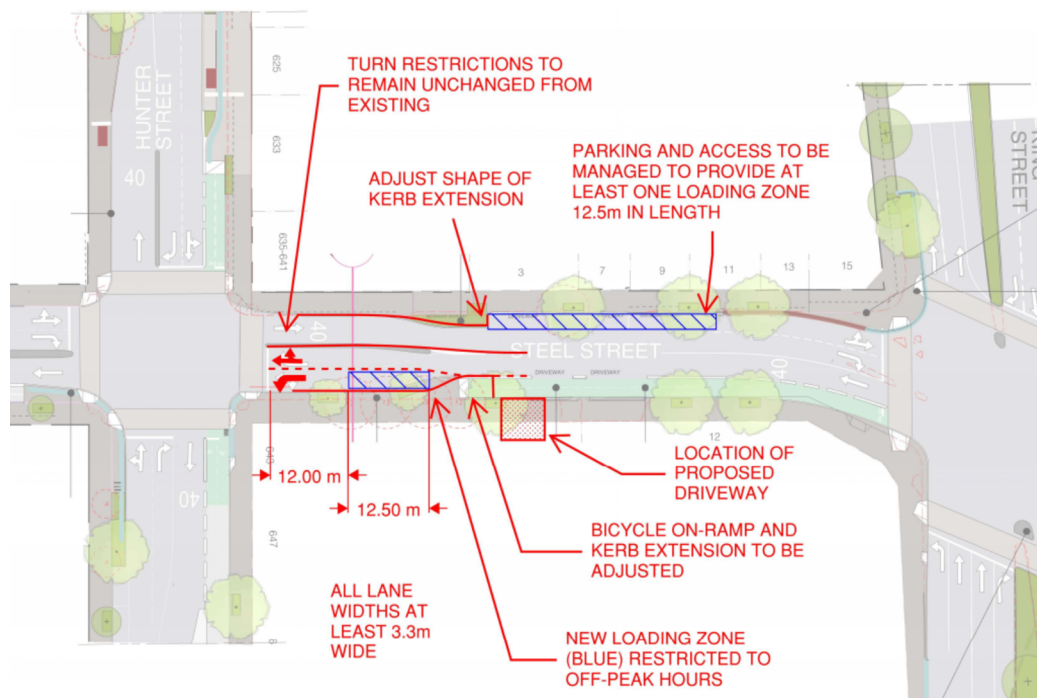 TURN RESTRICTIONS TO
REMAIN UNCHANGED FROM
EXISTING
625
HUNTER
STREET
633
40
ADJUST SHAPE OF
KERB EXTENSION
PARKING AND ACCESS TO BE
MANAGED TO PROVIDE AT
LEAST ONE LOADING ZONE
12.5m IN LENGTH
STREET
635-641
3
7
9
11
13
15
40
STEEL STREET
40
DRIVEWAY
DRIVEWAY
12
643
12.00 m
12.50 m
LOCATION OF
PROPOSED
DRIVEWAY
40
647
BICYCLE ON-RAMP AND
KERB EXTENSION TO BE
ADJUSTED
ALL LANE
WIDTHS AT
LEAST 3.3m
WIDE
NEW LOADING ZONE
(BLUE) RESTRICTED TO
OFF-PEAK HOURS